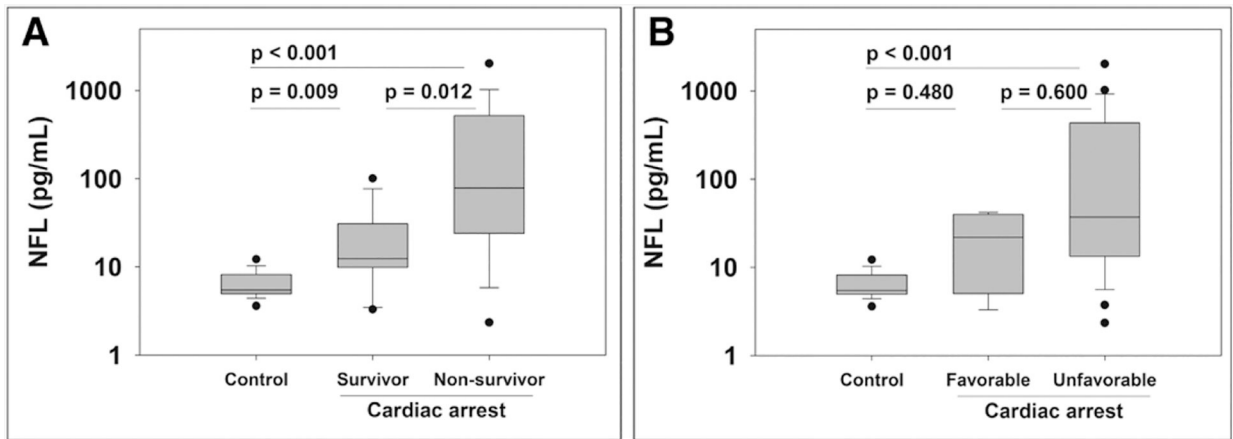 A
NFL (pg/mL)
1000
100
10
1
p < 0.001
p = 0.009
p = 0.012
Control
Survivor
Non-survivor
Cardiac arrest
B
NFL (pg/mL)
1000
100
10
1
p < 0.001
p = 0.480
p = 0.600
Control
Favorable
Unfavorable
Cardiac arrest